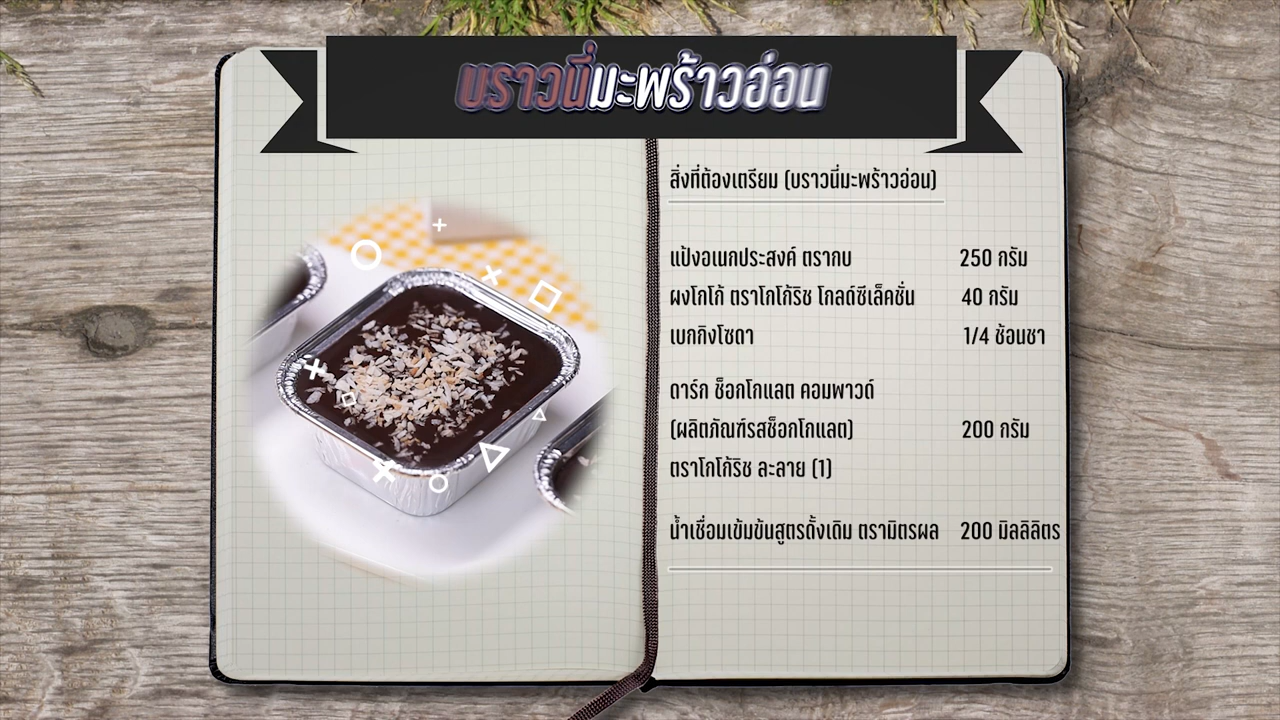 บราวนี่มะพร้าวอ่อน
สิ่งที่ต้องเตรียม (บราวนี่มะพร้าวอ่อน)
แป้งอเนกประสงค์ ตรากบ 250 กรัม
ผงโกโก้ ตราโกโก้ริช โกลด์ซีเล็คชั่น 40 กรัม
เบกกิงโซดา 1/4 ช้อนชา
ดาร์ก ช็อกโกแลต คอมพาวด์
(ผลิตภัณฑ์รสช็อกโกแลต) 200 กรัม
ตราโกโก้ริช ละลาย (1)
น้ำเชื่อมเข้มข้นสูตรดั้งเดิม ตรามิตรผล 200 มิลลิลิตร